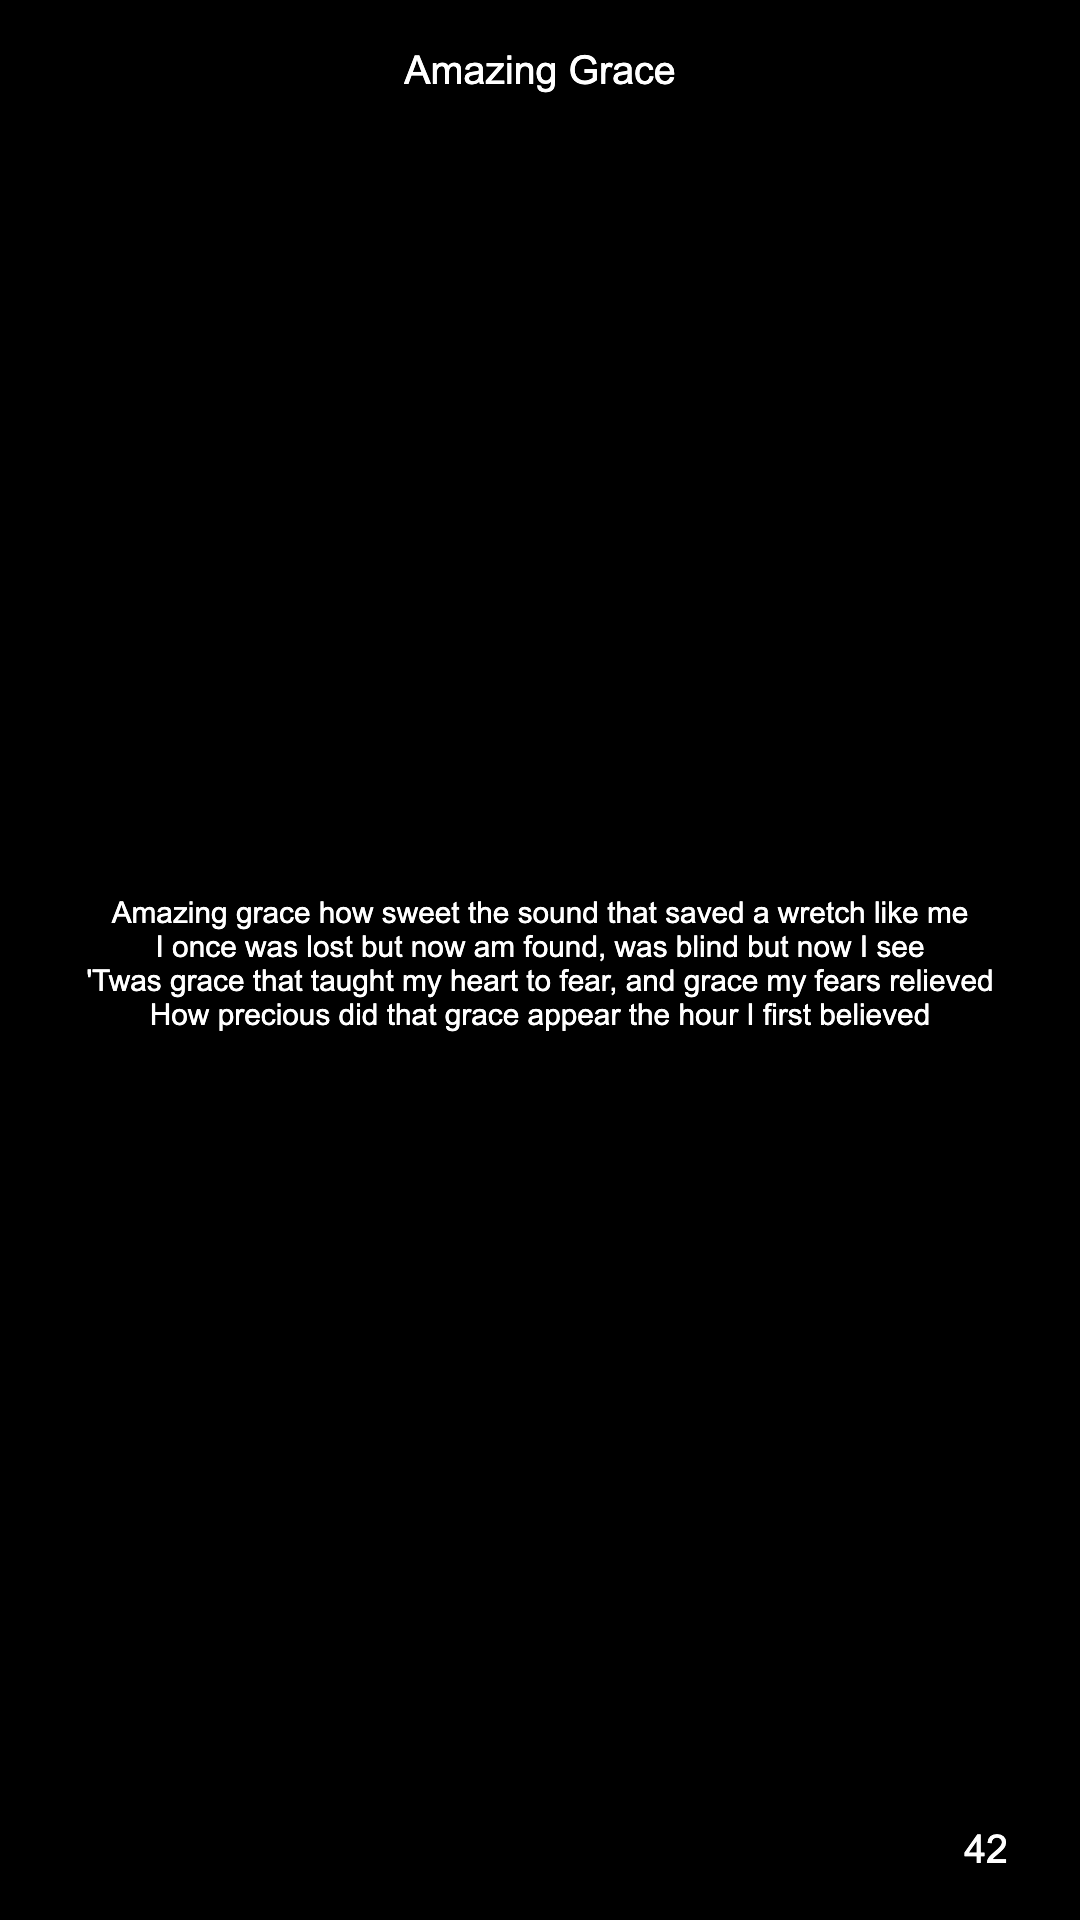 Amazing Grace
Amazing grace how sweet the sound that saved a wretch like me
I once was lost but now am found, was blind but now I see
'Twas grace that taught my heart to fear, and grace my fears relieved
How precious did that grace appear the hour I first believed
42